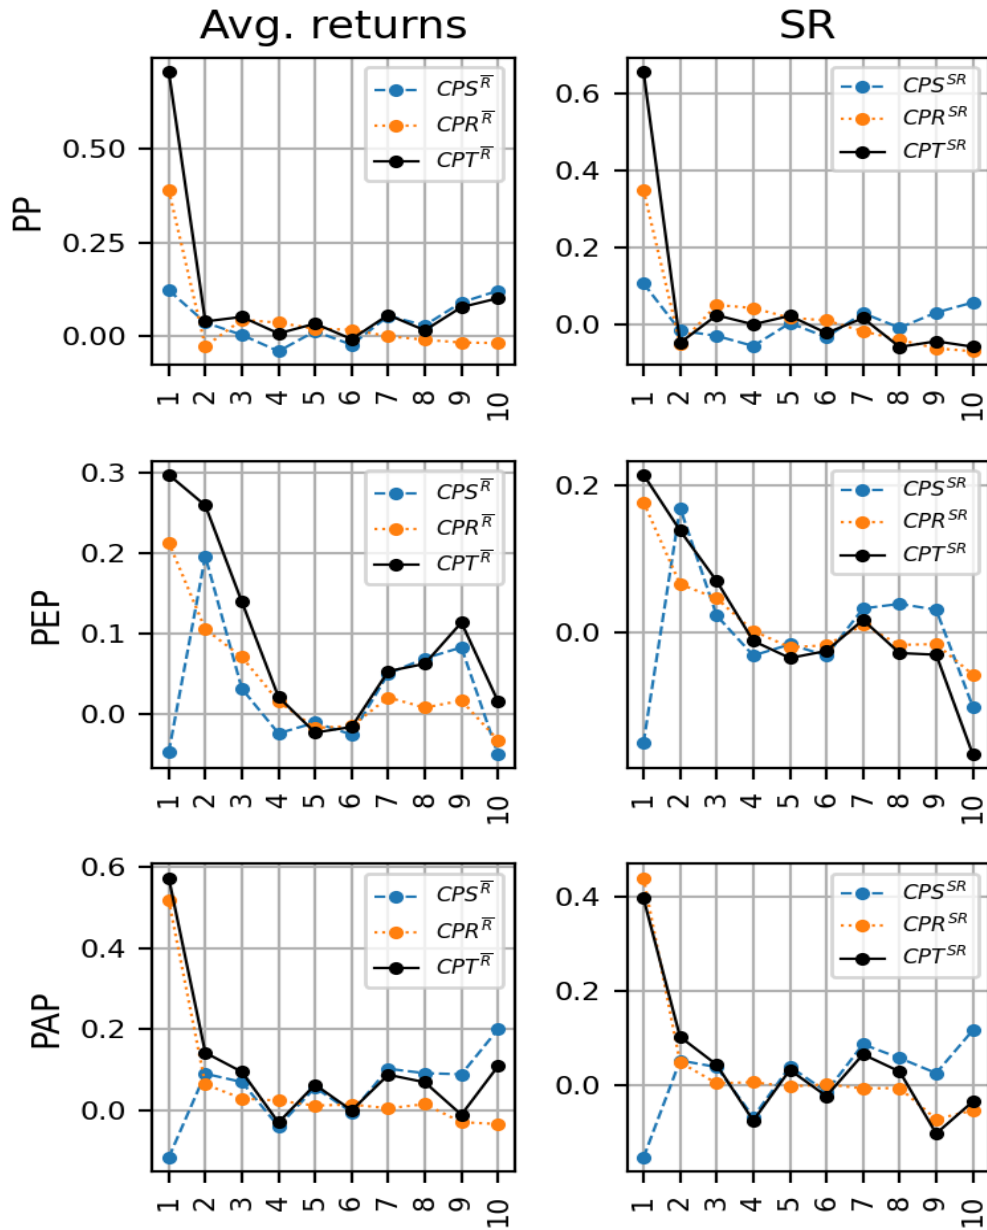 Avg. returns SR
PP
0.50
0.25
0.00
CPS^R̅
CPR^R̅
CPT^R̅
1 2 3 4 5 6 7 8 9 10
0.6
0.4
0.2
0.0
CPS^SR
CPR^SR
CPT^SR
1 2 3 4 5 6 7 8 9 10
PEP
0.3
0.2
0.1
0.0
CPS^R̅
CPR^R̅
CPT^R̅
1 2 3 4 5 6 7 8 9 10
0.2
0.0
CPS^SR
CPR^SR
CPT^SR
1 2 3 4 5 6 7 8 9 10
PAP
0.6
0.4
0.2
0.0
CPS^R̅
CPR^R̅
CPT^R̅
1 2 3 4 5 6 7 8 9 10
0.4
0.2
0.0
CPS^SR
CPR^SR
CPT^SR
1 2 3 4 5 6 7 8 9 10